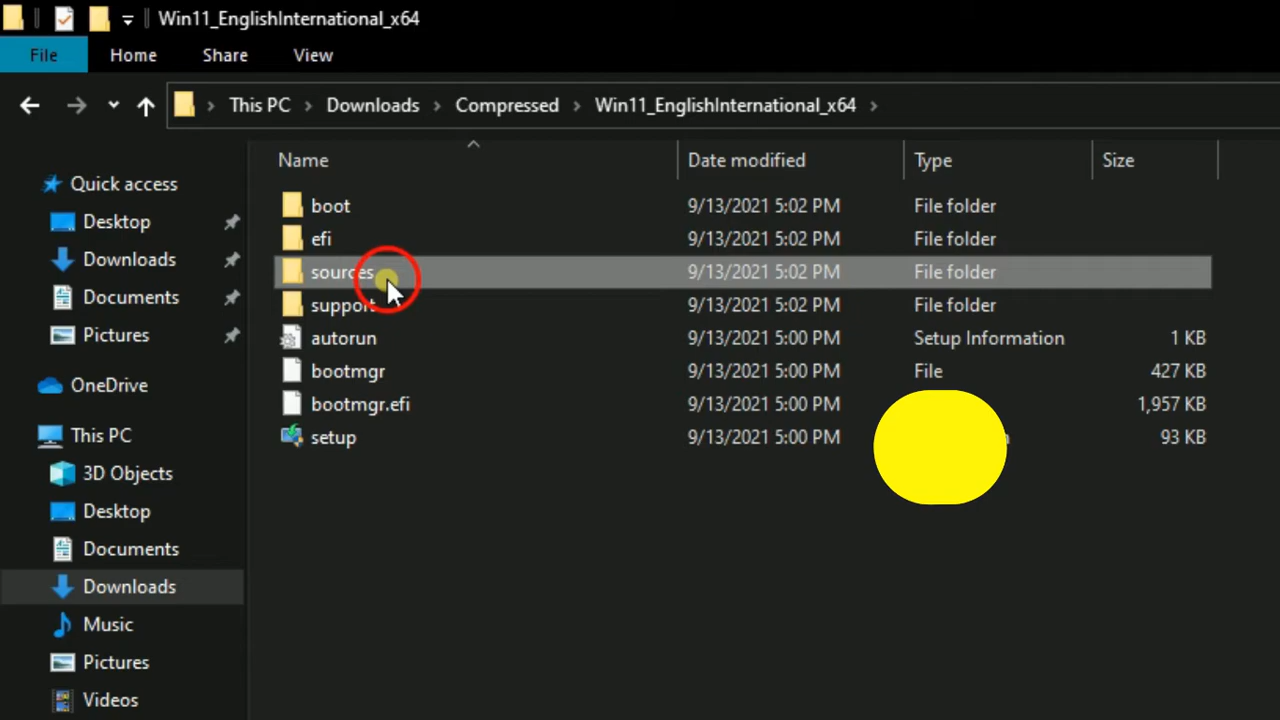 Win11_EnglishInternational_x64
File Home Share View
This PC Downloads Compressed Win11_EnglishInternational_x64
Name Date modified Type Size
Quick access
Desktop
Downloads
Documents
Pictures
OneDrive
This PC
3D Objects
Desktop
Documents
Downloads
Music
Pictures
Videos
boot 9/13/2021 5:02 PM File folder
efi 9/13/2021 5:02 PM File folder
sources 9/13/2021 5:02 PM File folder
support 9/13/2021 5:02 PM File folder
autorun 9/13/2021 5:00 PM Setup Information 1 KB
bootmgr 9/13/2021 5:00 PM File 427 KB
bootmgr.efi 9/13/2021 5:00 PM 1,957 KB
setup 9/13/2021 5:00 PM 93 KB